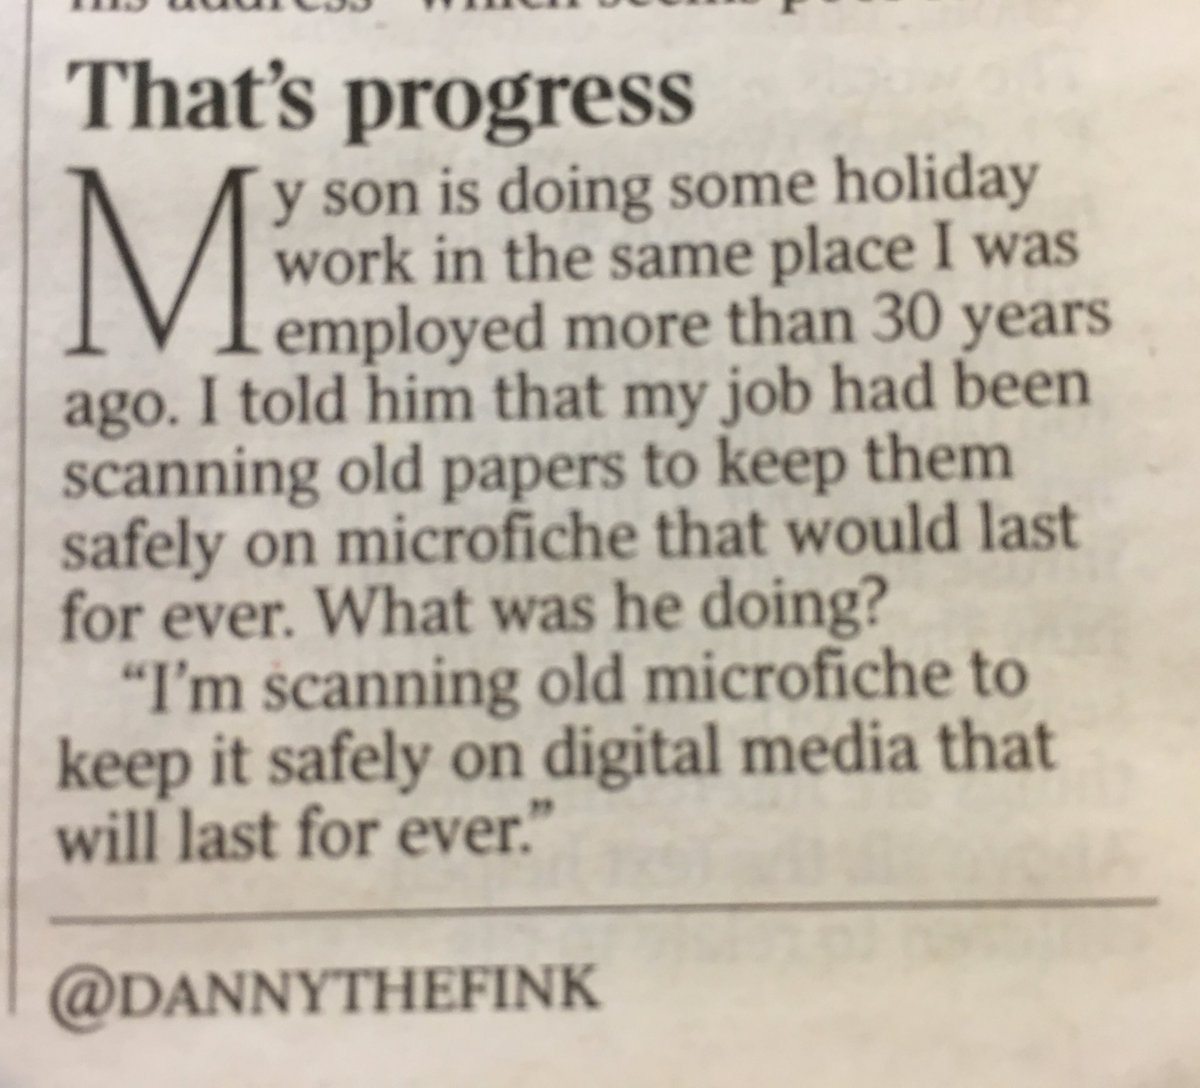 That's progress
My son is doing some holiday
work in the same place I was
employed more than 30 years
ago. I told him that my job had been
scanning old papers to keep them
safely on microfiche that would last
for ever. What was he doing?
“I'm scanning old microfiche to
keep it safely on digital media that
will last for ever.”
@DANNYTHEFINK